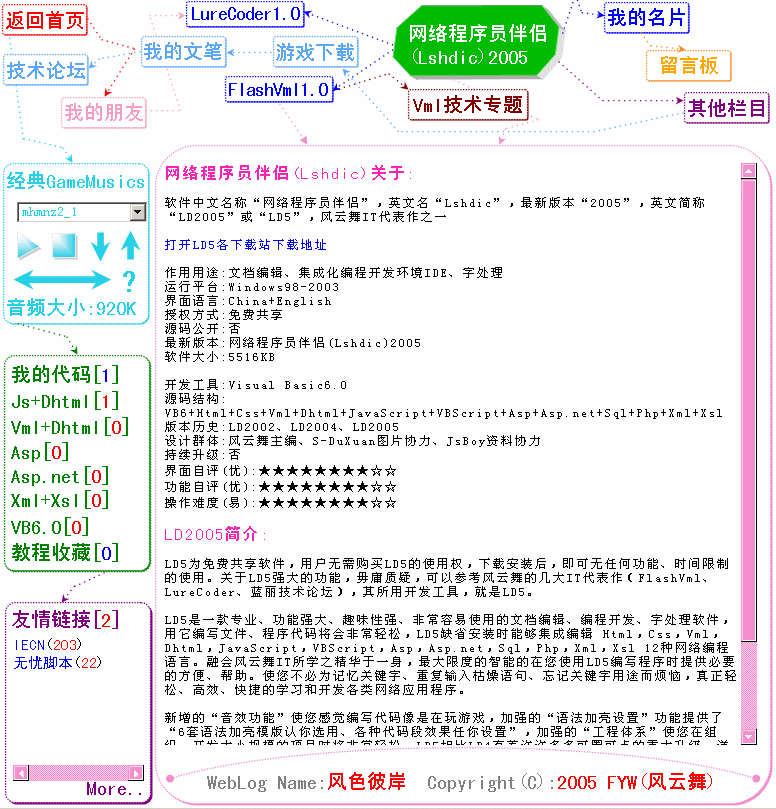 返回首页
LureCoder1.0
网络程序员伴侣
(Lshdic)2005
我的名片
技术论坛
我的文笔
游戏下载
留言板
FlashVml1.0
我的朋友
Vml技术专题
其他栏目
经典GameMusics
mhmnz2_1
?
音频大小:920K
我的代码[1]
Js+Dhtml[1]
Vml+Dhtml[0]
Asp[0]
Asp.net[0]
Xml+Xsl[0]
VB6.0[0]
教程收藏[0]
友情链接[2]
IECN(203)
无忧脚本(22)
More..
网络程序员伴侣(Lshdic)关于:
软件中文名称“网络程序员伴侣”,英文名“Lshdic”,最新版本“2005”,英文简称
“LD2005”或“LD5”,风云舞IT代表作之一
打开LD5各下载站下载地址
作用用途:文档编辑、集成化编程开发环境IDE、字处理
运行平台:Windows98-2003
界面语言:China+English
授权方式:免费共享
源码公开:否
最新版本:网络程序员伴侣(Lshdic)2005
软件大小:5516KB
开发工具:Visual Basic6.0
源码结构:
VB6+Html+Css+Vml+Dhtml+JavaScript+VBScript+Asp+Asp.net+Sql+Php+Xml+Xsl
版本历史:LD2002、LD2004、LD2005
设计群体:风云舞主编、S-DuXuan图片协力、JsBoy资料协力
持续升级:否
界面自评(优):★★★★★★★★☆☆
功能自评(优):★★★★★★★★☆☆
操作难度(易):★★★★★★★★☆☆
LD2005简介:
LD5为免费共享软件,用户无需购买LD5的使用权,下载安装后,即可无任何功能、时间限制
的使用。关于LD5强大的功能,毋庸质疑,可以参考风云舞的几大IT代表作(FlashVml、
LureCoder、蓝丽技术论坛),其所用开发工具,就是LD5。
LD5是一款专业、功能强大、趣味性强、非常容易使用的文档编辑、编程开发、字处理软件,
用它编写文件、程序代码将会非常轻松,LD5缺省安装时能够集成编辑 Html,Css,Vml,
Dhtml,JavaScript,VBScript,Asp,Asp.net,Sql,Php,Xml,Xsl 12种网络编程
语言。融会风云舞IT所学之精华于一身,最大限度的智能的在您使用LD5编写程序时提供必要
的方便、帮助。使您不必为记忆关键字、重复输入枯燥语句、忘记关键字用途而烦恼,真正轻
松、高效、快捷的学习和开发各类网络应用程序。
新增的“音效功能”使您感觉编写代码像是在玩游戏,加强的“语法加亮设置”功能提供了
“6套语法加亮模版认你选用、各种代码段效果任你设置”,加强的“工程体系”使您在组
WebLog Name:风色彼岸 Copyright(C):2005 FYW(风云舞)